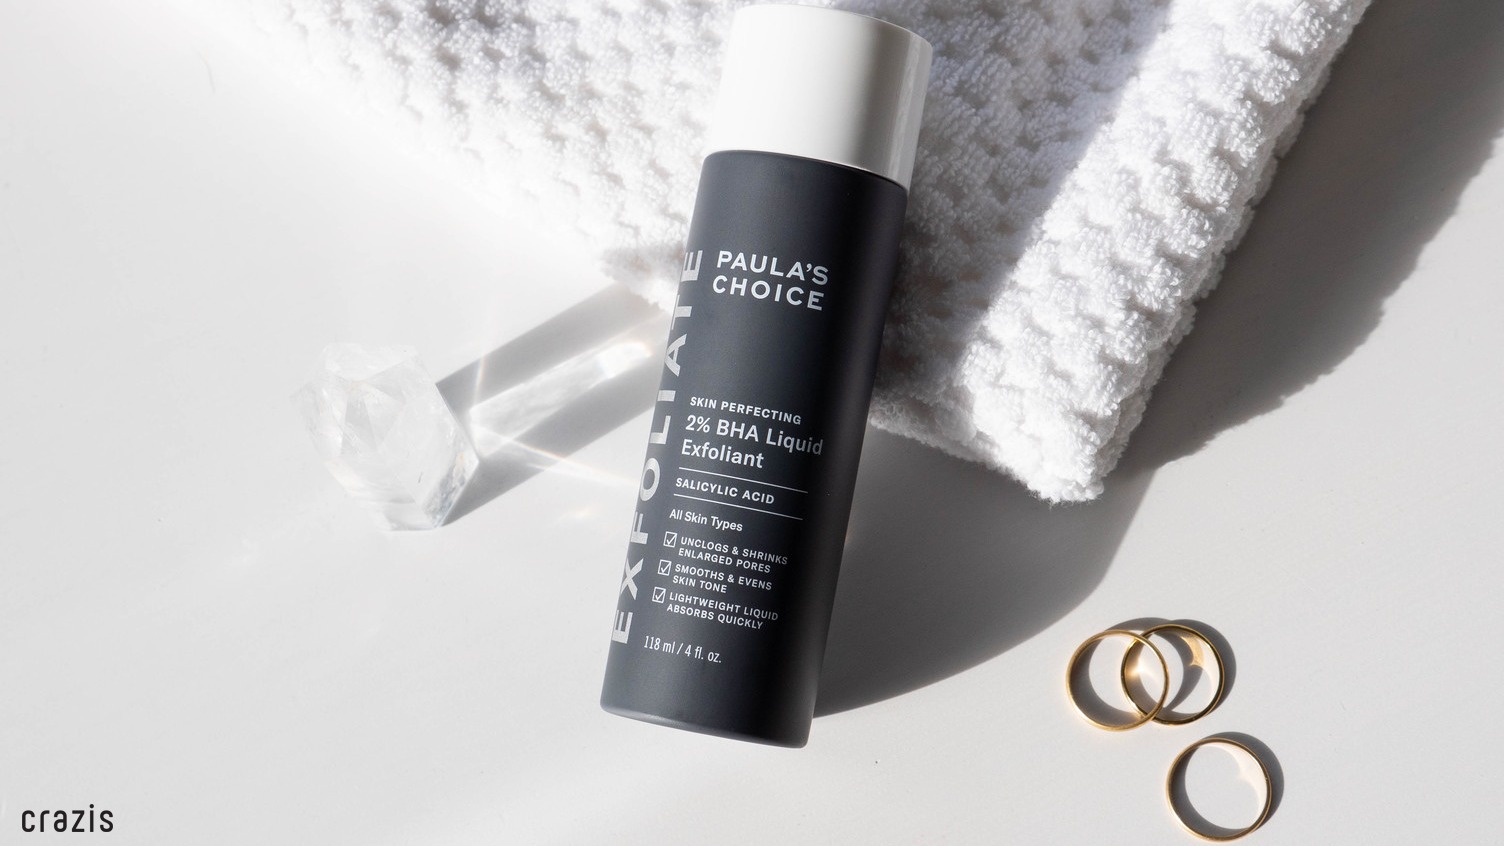 EXFOLIATE
PAULA'S
CHOICE
SKIN PERFECTING
2% BHA Liquid
Exfoliant
SALICYLIC ACID
All Skin Types
UNCLOGS & SHRINKS
ENLARGED PORES
SMOOTHS & EVENS
SKIN TONE
LIGHTWEIGHT LIQUID
ABSORBS QUICKLY
118 ml / 4 fl. oz.
crazis